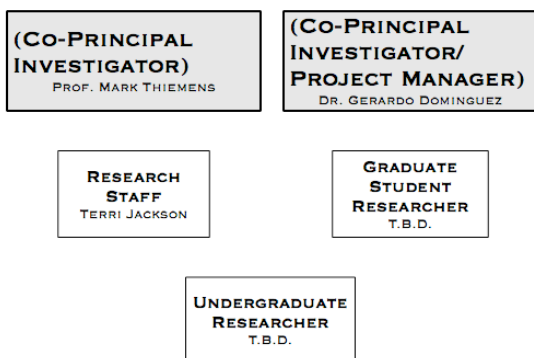 (Co-Principal
Investigator)
Prof. Mark Thiemens
(Co-Principal
Investigator/
Project Manager)
Dr. Gerardo Dominguez
Research
Staff
Terri Jackson
Graduate
Student
Researcher
T.B.D.
Undergraduate
Researcher
T.B.D.